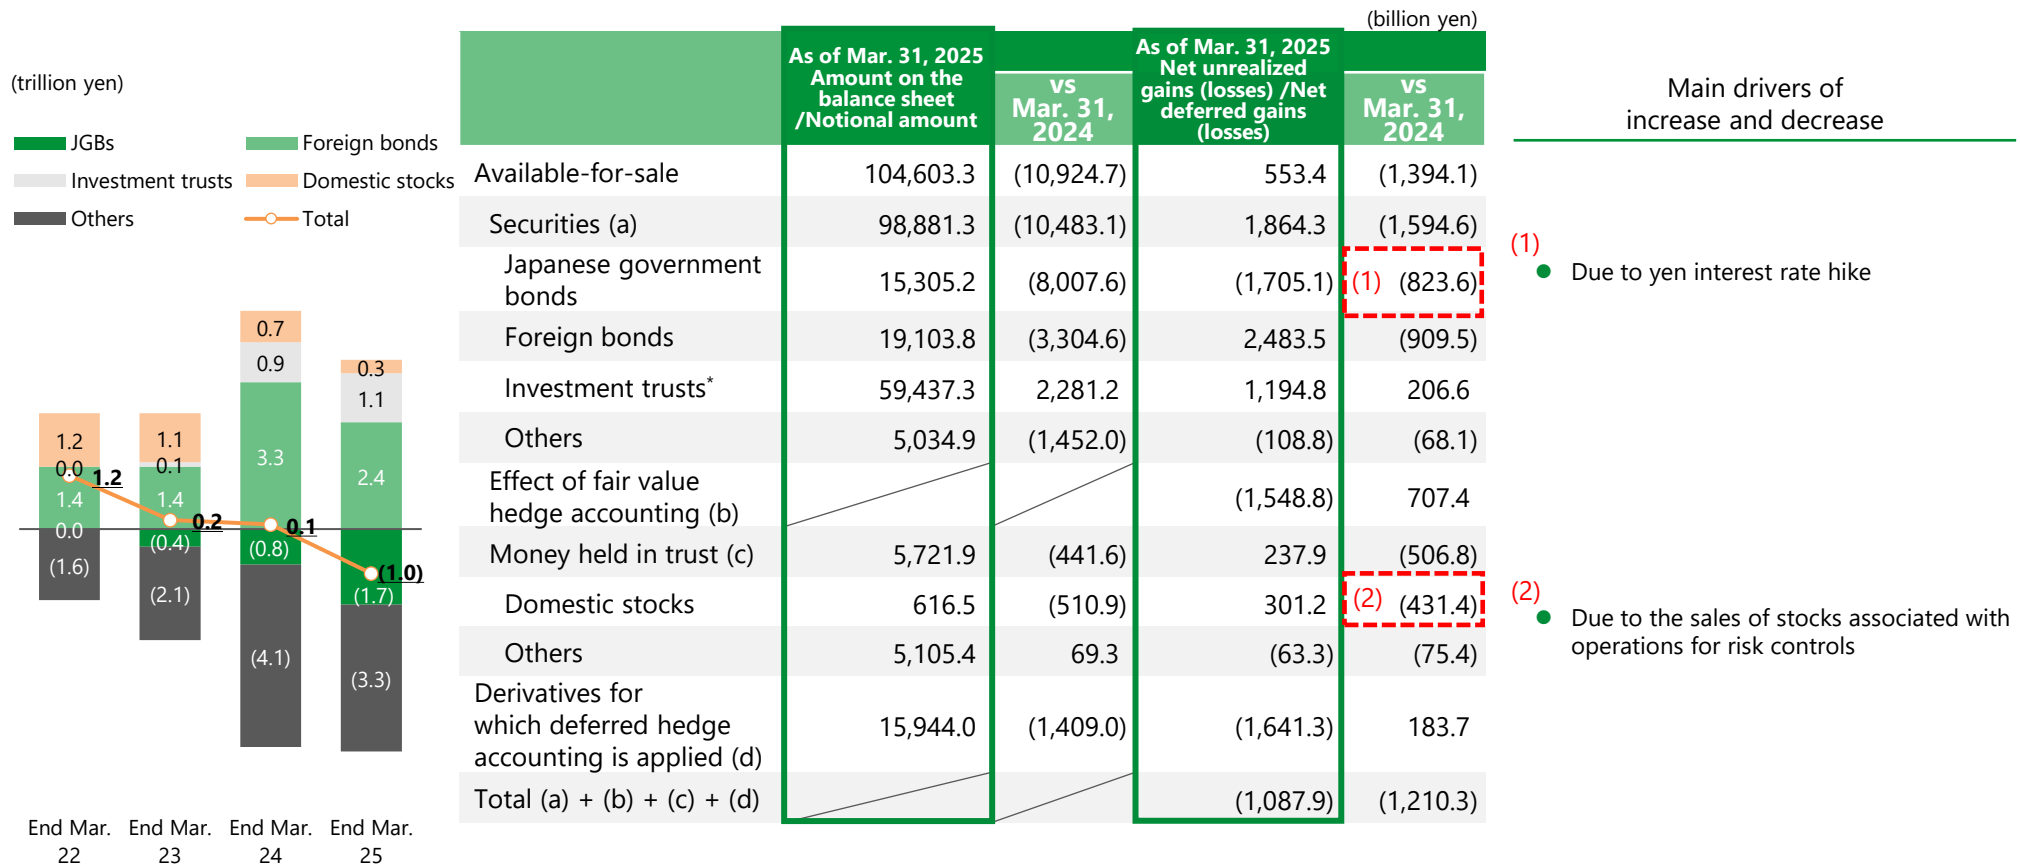 (trillion yen)
JGBs
Foreign bonds
Investment trusts
Domestic stocks
Others
Total
1.2
0.0
1.4
0.0
(1.6)
1.2
1.1
0.1
1.4
(0.4)
(2.1)
0.2
0.7
0.9
3.3
(0.8)
(4.1)
0.1
0.3
1.1
2.4
(1.7)
(3.3)
(1.0)
End Mar.
22
End Mar.
23
End Mar.
24
End Mar.
25
(billion yen)
As of Mar. 31, 2025
Amount on the
balance sheet
/Notional amount
vs
Mar. 31,
2024
As of Mar. 31, 2025
Net unrealized
gains (losses) /Net
deferred gains
(losses)
vs
Mar. 31,
2024
Available-for-sale 104,603.3 (10,924.7) 553.4 (1,394.1)
Securities (a) 98,881.3 (10,483.1) 1,864.3 (1,594.6)
Japanese government
bonds 15,305.2 (8,007.6) (1,705.1) (1) (823.6)
Foreign bonds 19,103.8 (3,304.6) 2,483.5 (909.5)
Investment trusts* 59,437.3 2,281.2 1,194.8 206.6
Others 5,034.9 (1,452.0) (108.8) (68.1)
Effect of fair value
hedge accounting (b) (1,548.8) 707.4
Money held in trust (c) 5,721.9 (441.6) 237.9 (506.8)
Domestic stocks 616.5 (510.9) 301.2 (2) (431.4)
Others 5,105.4 69.3 (63.3) (75.4)
Derivatives for
which deferred hedge 15,944.0 (1,409.0) (1,641.3) 183.7
accounting is applied (d)
Total (a) + (b) + (c) + (d) (1,087.9) (1,210.3)
Main drivers of
increase and decrease
(1)
● Due to yen interest rate hike
(2)
● Due to the sales of stocks associated with
operations for risk controls